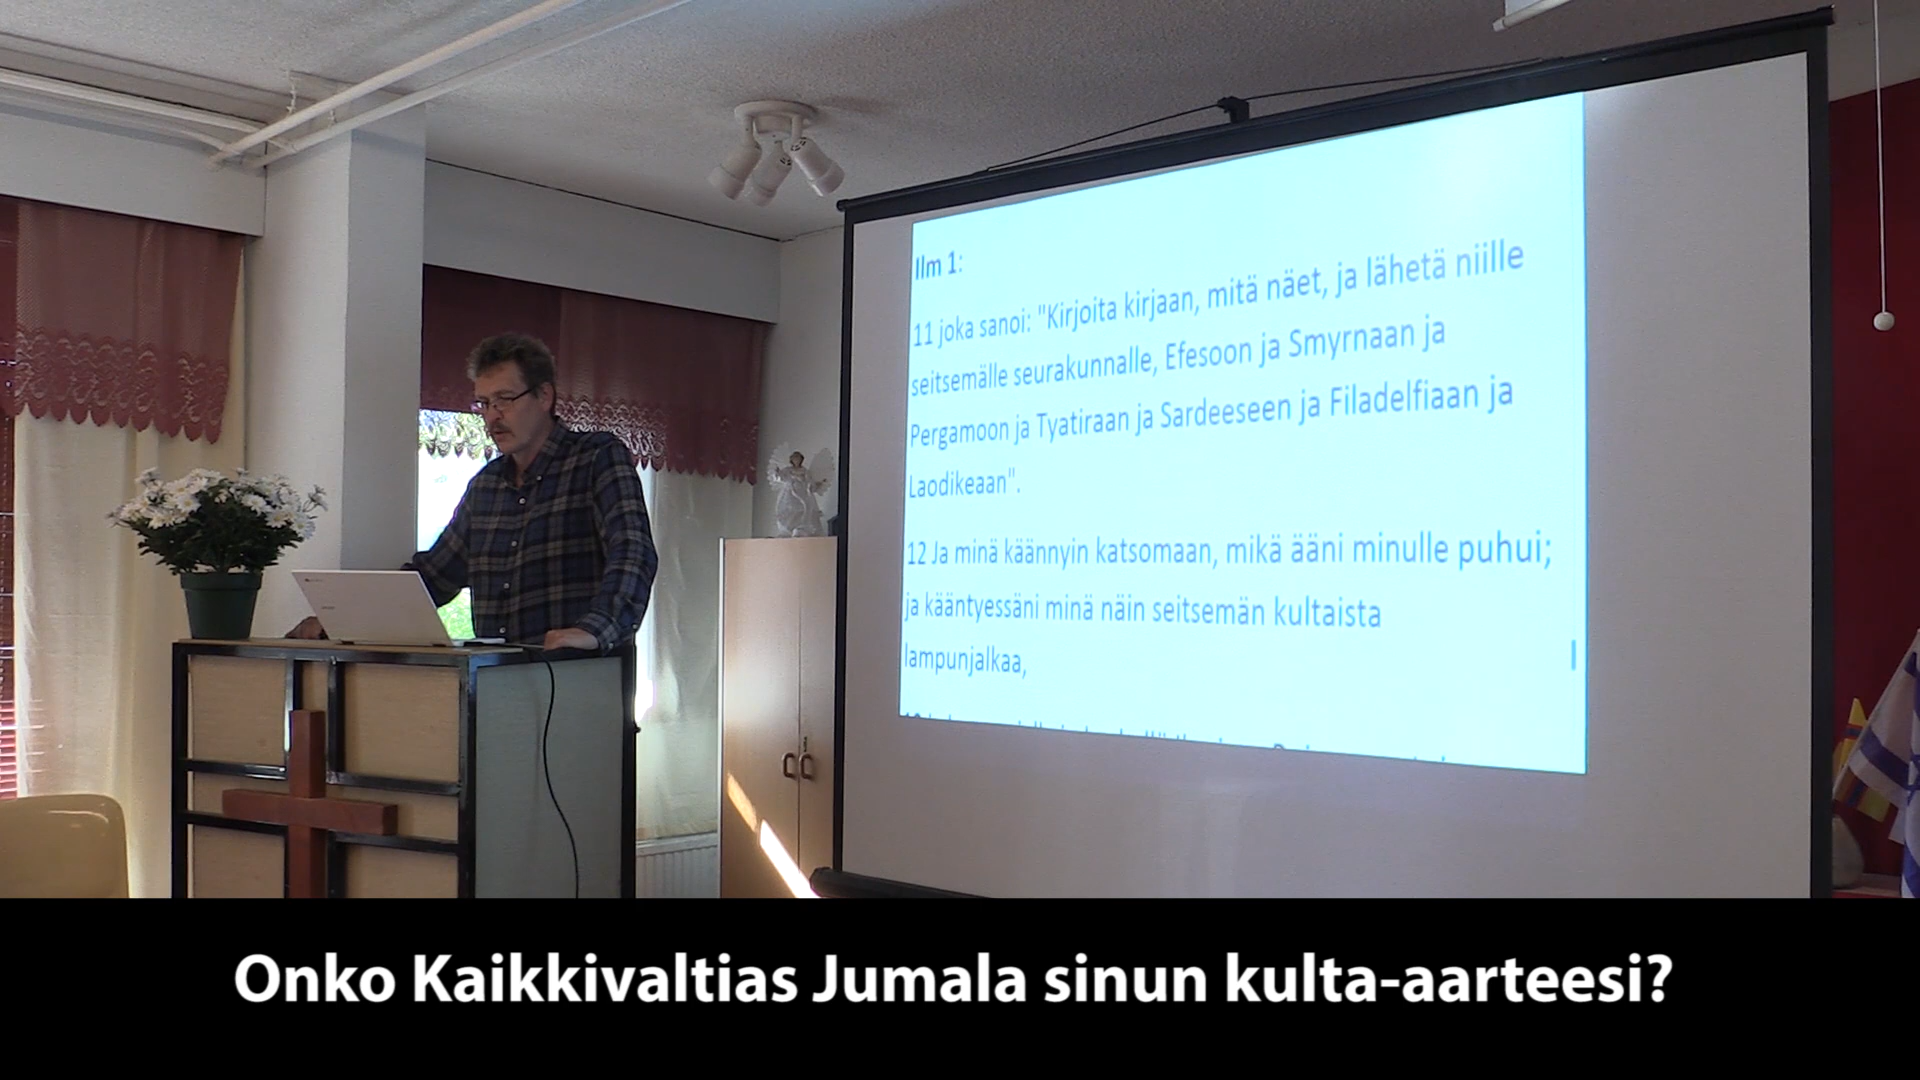 Ilm 1:
11 joka sanoi: "Kirjoita kirjaan, mitä näet, ja lähetä niille
seitsemälle seurakunnalle, Efesoon ja Smyrnaan ja
Pergamoon ja Tyatiraan ja Sardeeseen ja Filadelfiaan ja
Laodikeaan".
12 Ja minä käännyin katsomaan, mikä ääni minulle puhui;
ja kääntyessäni minä näin seitsemän kultaista
lampunjalkaa,
Onko Kaikkivaltias Jumala sinun kulta-aarteesi?